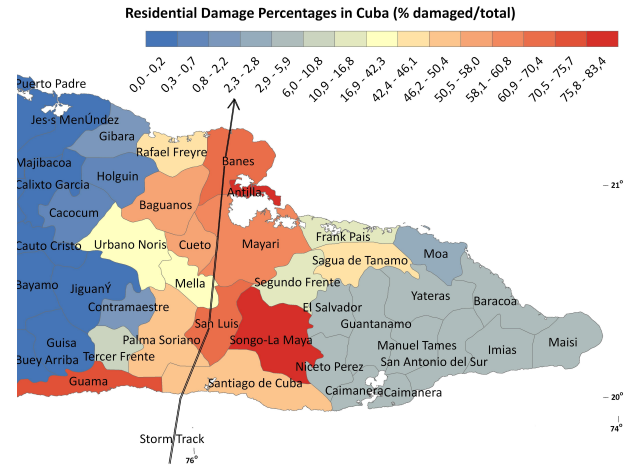 Residential Damage Percentages in Cuba (% damaged/total)
0,0 - 0,2
0,3 - 0,7
0,8 - 2,2
2,3 - 2,8
2,9 - 5,9
6,0 - 10,8
10,9 - 16,8
16,9 - 42,3
42,4 - 46,1
46,2 - 50,4
50,5 - 58,0
58,1 - 60,8
60,9 - 70,4
70,5 - 75,7
75,8 - 83,4
Puerto Padre
Jes·s MenÚndez
Gibara
Rafael Freyre
Banes
Majibacoa
Holguin
Calixto Garcia
Antilla
21°
Cacocum
Baguanos
Frank Pais
Cauto Cristo
Urbano Noris
Cueto
Mayari
Moa
Sagua de Tanamo
Bayamo
JiguanÝ
Mella
Segundo Frente
Yateras
Baracoa
Contramaestre
El Salvador
San Luis
Guantanamo
Guisa
Palma Soriano
Songo-La Maya
Manuel Tames
Imias
Maisi
Buey Arriba
Tercer Frente
Niceto Perez
San Antonio del Sur
Guama
Santiago de Cuba
Caimanera
Caimanera
20°
74°
Storm Track
76°